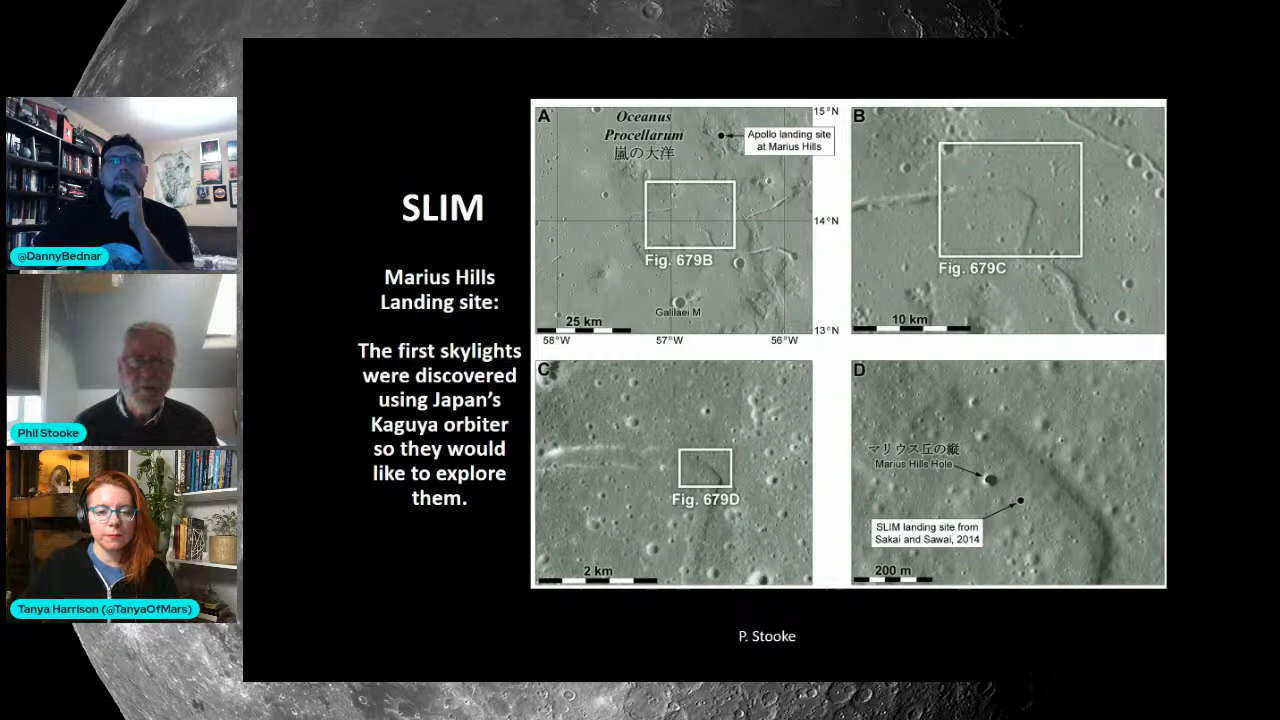 @DannyBednar
Phil Stooke
Tanya Harrison (@TanyaOfMars)
SLIM
Marius Hills
Landing site:
The first skylights
were discovered
using Japan's
Kaguya orbiter
so they would
like to explore
them.
A
Oceanus
Procellarum
嵐の大洋
Apollo landing site
at Marius Hills
Fig. 679B
Galilaei M
25 km
15°N
14°N
13°N
58°W
57°W
56°W
B
Fig. 679C
10 km
C
Fig. 679D
2 km
D
マリウス丘の縦
Marius Hills Hole
SLIM landing site from
Sakai and Sawai, 2014
200 m
P. Stooke